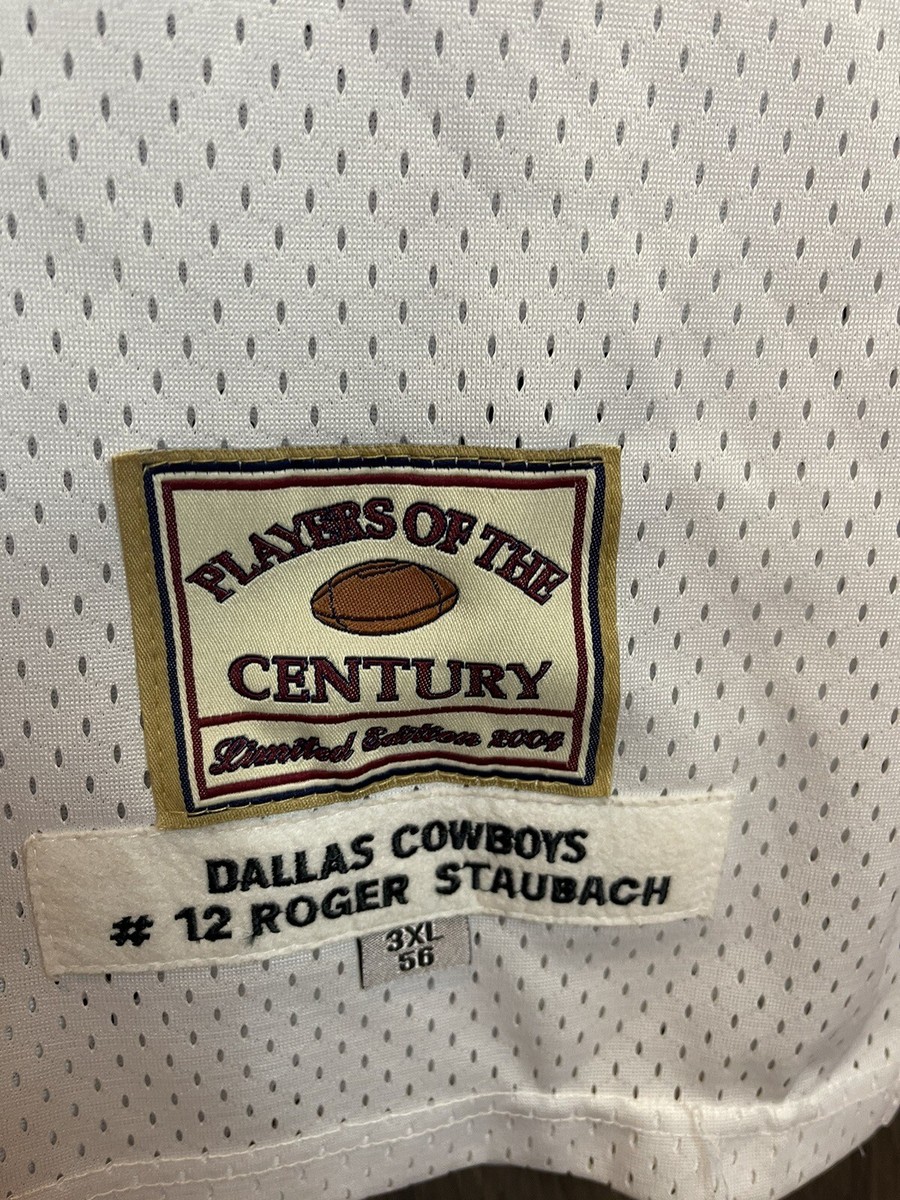 PLAYERS OF THE
CENTURY
Limited Edition 2004
DALLAS COWBOYS
# 12 ROGER STAUBACH
3XL
56